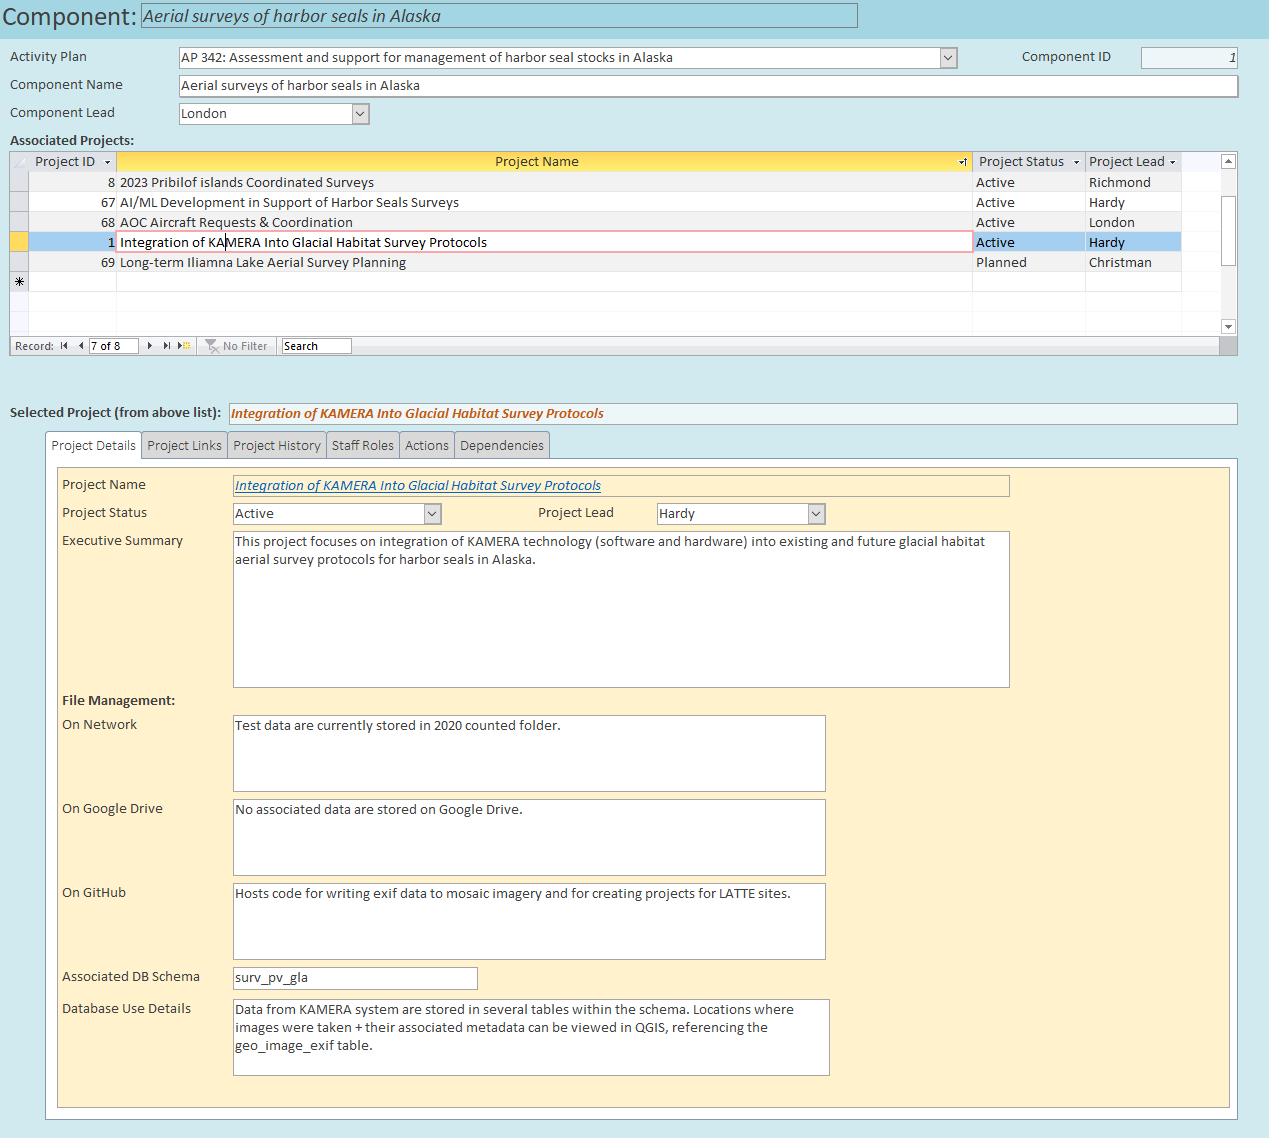 Component: Aerial surveys of harbor seals in Alaska
Activity Plan AP 342: Assessment and support for management of harbor seal stocks in Alaska Component ID 1
Component Name Aerial surveys of harbor seals in Alaska
Component Lead London
Associated Projects:
Project ID Project Name Project Status Project Lead
8 2023 Pribilof islands Coordinated Surveys Active Richmond
67 AI/ML Development in Support of Harbor Seals Surveys Active Hardy
68 AOC Aircraft Requests & Coordination Active London
1 Integration of KAMERA Into Glacial Habitat Survey Protocols Active Hardy
69 Long-term Iliamna Lake Aerial Survey Planning Planned Christman
Record: 7 of 8 No Filter Search
Selected Project (from above list): Integration of KAMERA Into Glacial Habitat Survey Protocols
Project Details Project Links Project History Staff Roles Actions Dependencies
Project Name Integration of KAMERA Into Glacial Habitat Survey Protocols
Project Status Active Project Lead Hardy
Executive Summary This project focuses on integration of KAMERA technology (software and hardware) into existing and future glacial habitat
aerial survey protocols for harbor seals in Alaska.
File Management:
On Network Test data are currently stored in 2020 counted folder.
On Google Drive No associated data are stored on Google Drive.
On GitHub Hosts code for writing exif data to mosaic imagery and for creating projects for LATTE sites.
Associated DB Schema surv_pv_gla
Database Use Details Data from KAMERA system are stored in several tables within the schema. Locations where
images were taken + their associated metadata can be viewed in QGIS, referencing the
geo_image_exif table.